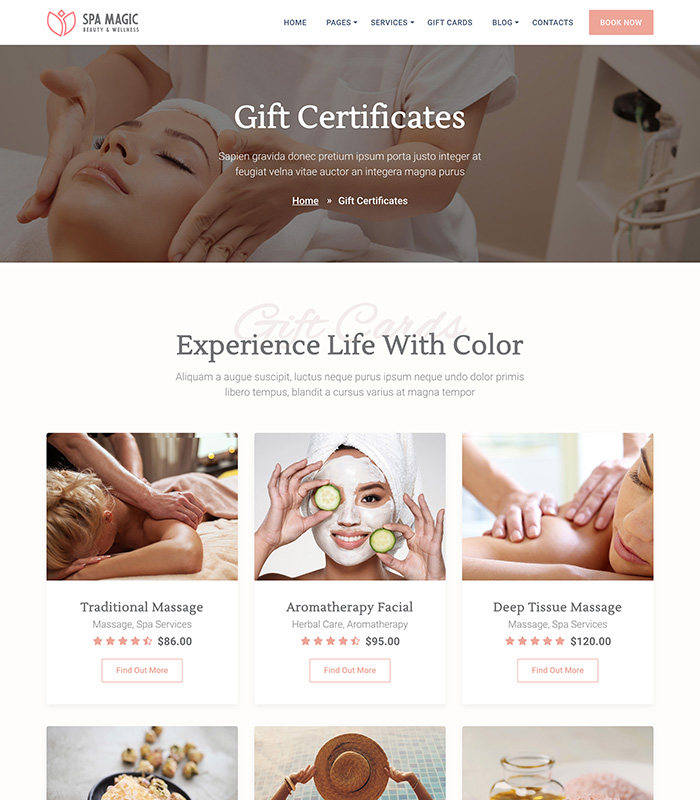 SPA MAGIC
BEAUTY & WELLNESS
HOME PAGES SERVICES GIFT CARDS BLOG CONTACTS BOOK NOW
Gift Certificates
Sapien gravida donec pretium ipsum porta justo integer at
feugiat velna vitae auctor an integera magna purus
Home » Gift Certificates
Gift Cards
Experience Life With Color
Aliquam a augue suscipit, luctus neque purus ipsum neque undo dolor primis
libero tempus, blandit a cursus varius at magna tempor
Traditional Massage
Massage, Spa Services
$86.00
Find Out More
Aromatherapy Facial
Herbal Care, Aromatherapy
$95.00
Find Out More
Deep Tissue Massage
Massage, Spa Services
$120.00
Find Out More